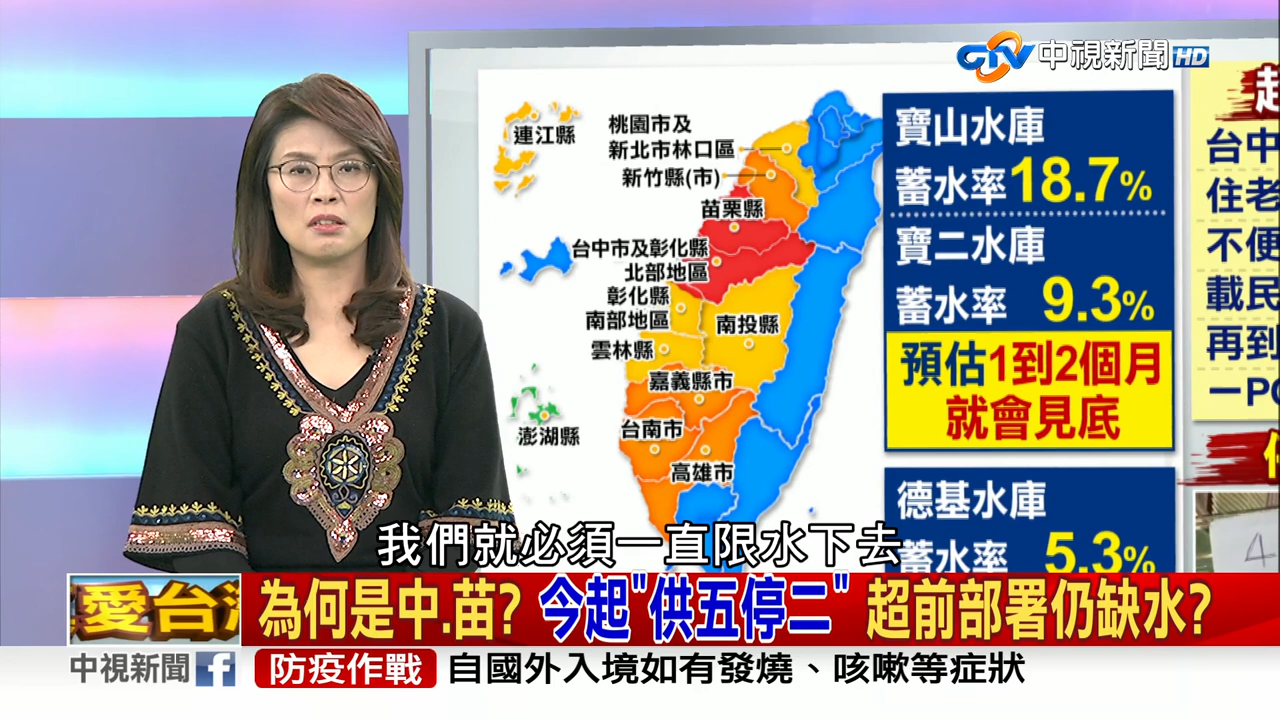 CTV中視新聞HD
連江縣
桃園市及
新北市林口區
新竹縣(市)
苗栗縣
台中市及彰化縣
北部地區
彰化縣
南部地區
南投縣
雲林縣
嘉義縣市
澎湖縣
台南市
高雄市
寶山水庫
蓄水率18.7%
寶二水庫
蓄水率 9.3%
預估1到2個月
就會見底
德基水庫
蓄水率 5.3%
台中
住老
不便
載民
再到
一PO
我們就必須一直限水下去
愛台
為何是中.苗? 今起"供五停二" 超前部署仍缺水?
中視新聞 f 防疫作戰 自國外入境如有發燒、咳嗽等症狀